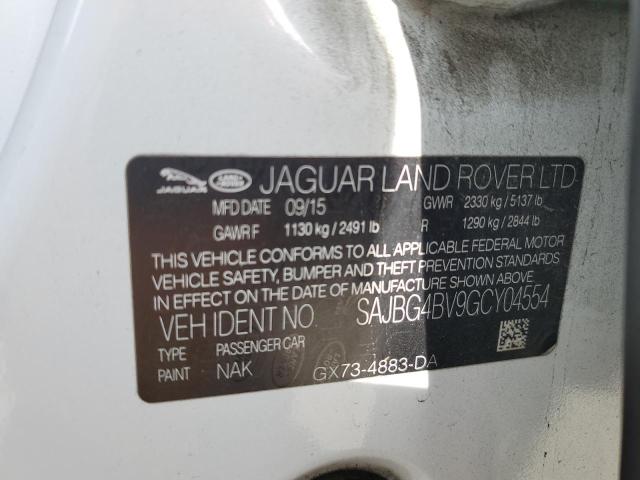 JAGUAR LAND ROVER JAGUAR LAND ROVER LTD
MFD DATE 09/15 GVWR 2330 kg / 5137 lb
GAWR F 1130 kg / 2491 lb R 1290 kg / 2844 lb
THIS VEHICLE CONFORMS TO ALL APPLICABLE FEDERAL MOTOR
VEHICLE SAFETY, BUMPER AND THEFT PREVENTION STANDARDS
IN EFFECT ON THE DATE OF MANUFACTURE SHOWN ABOVE.
VEH IDENT NO SAJBG4BV9GCY04554
TYPE PASSENGER CAR
PAINT NAK GX73-4883-DA